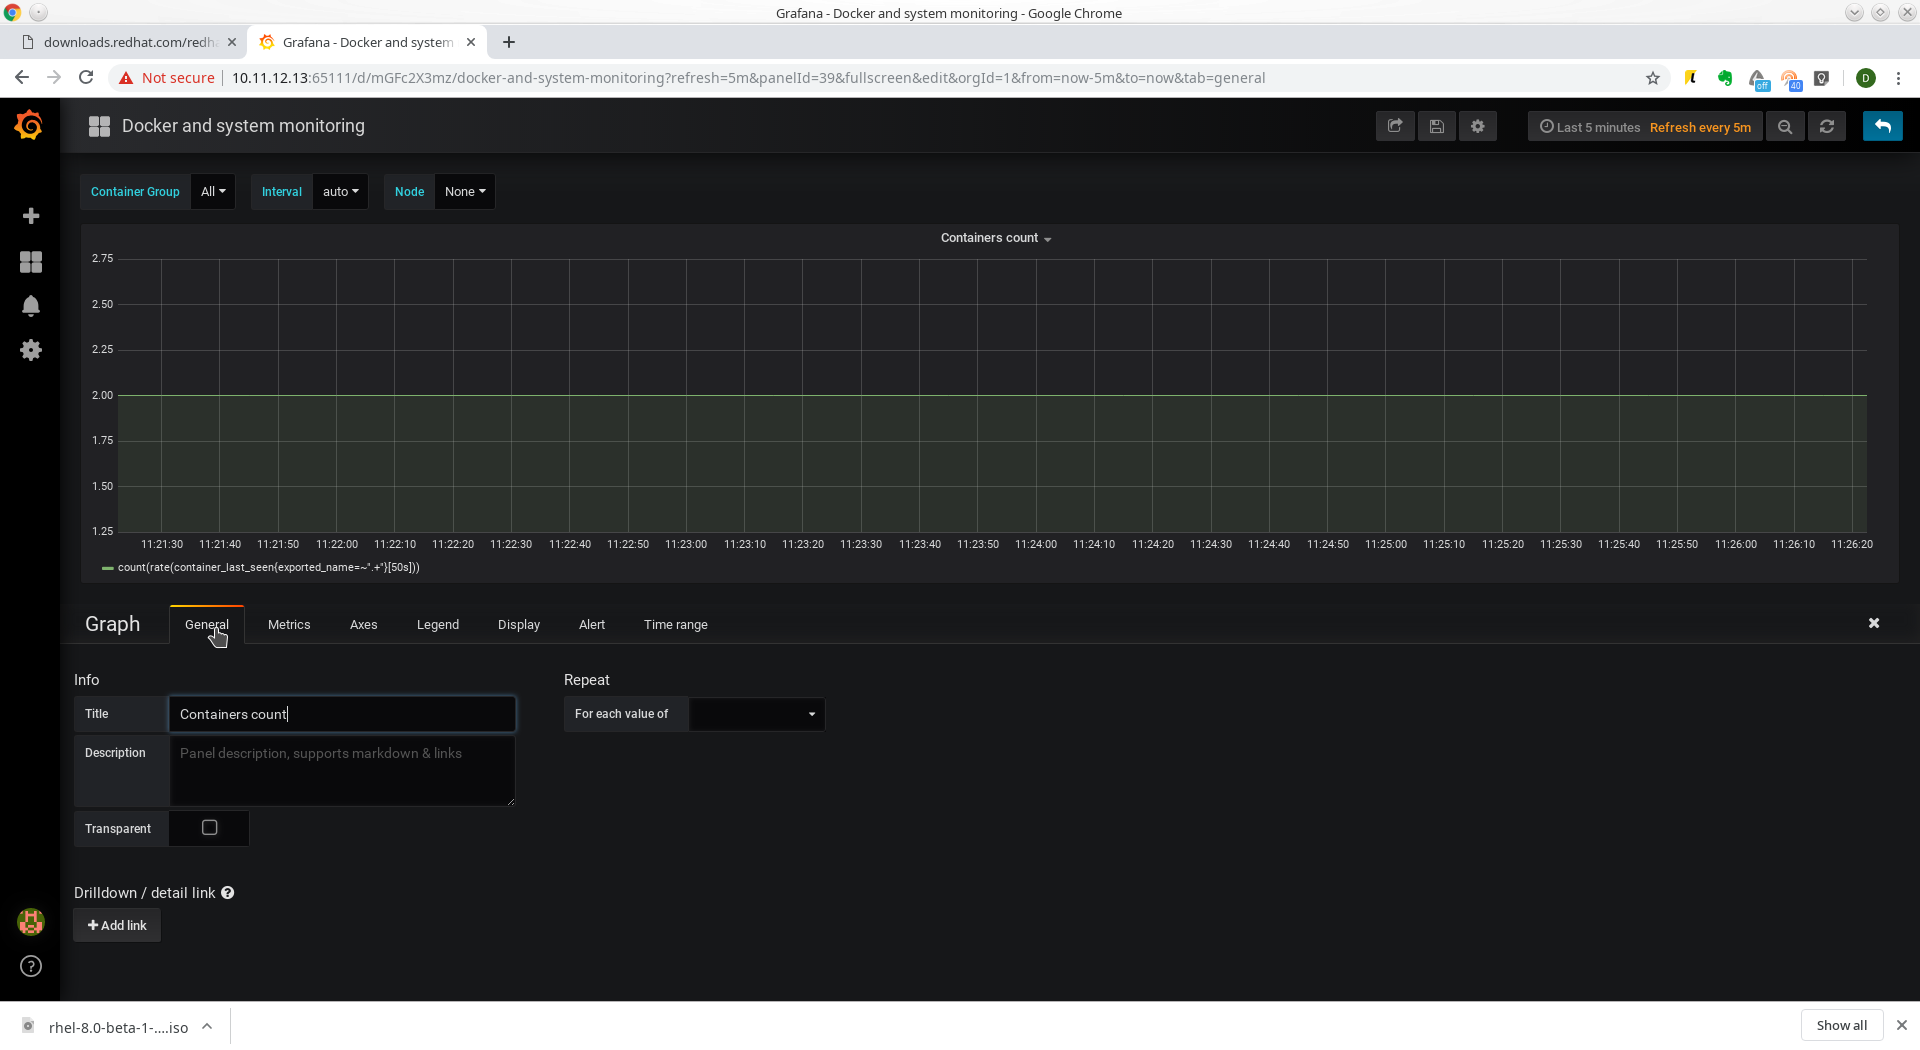 Grafana - Docker and system monitoring - Google Chrome
downloads.redhat.com/redh
Grafana - Docker and system
Not secure
10.11.12.13:65111/d/mGFc2X3mz/docker-and-system-monitoring?refresh=5m&panelId=39&fullscreen&edit&orgId=1&from=now-5m&to=now&tab=general
off
40
D
Docker and system monitoring
Last 5 minutes Refresh every 5m
Container Group All
Interval auto
Node None
Containers count
2.75
2.50
2.25
2.00
1.75
1.50
1.25
11:21:30 11:21:40 11:21:50 11:22:00 11:22:10 11:22:20 11:22:30 11:22:40 11:22:50 11:23:00 11:23:10 11:23:20 11:23:30 11:23:40 11:23:50 11:24:00 11:24:10 11:24:20 11:24:30 11:24:40 11:24:50 11:25:00 11:25:10 11:25:20 11:25:30 11:25:40 11:25:50 11:26:00 11:26:10 11:26:20
count(rate(container_last_seen{exported_name=~".+"}[50s]))
Graph
General Metrics Axes Legend Display Alert Time range
Info
Title Containers count
Description Panel description, supports markdown & links
Transparent
Repeat
For each value of
Drilldown / detail link
Add link
rhel-8.0-beta-1-....iso
Show all